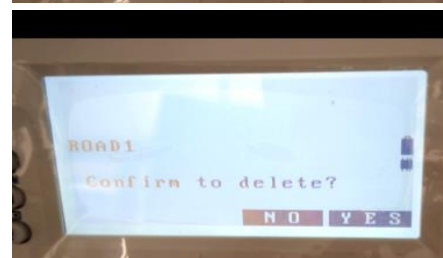 ROAD1
Confirm to delete?
NO YES